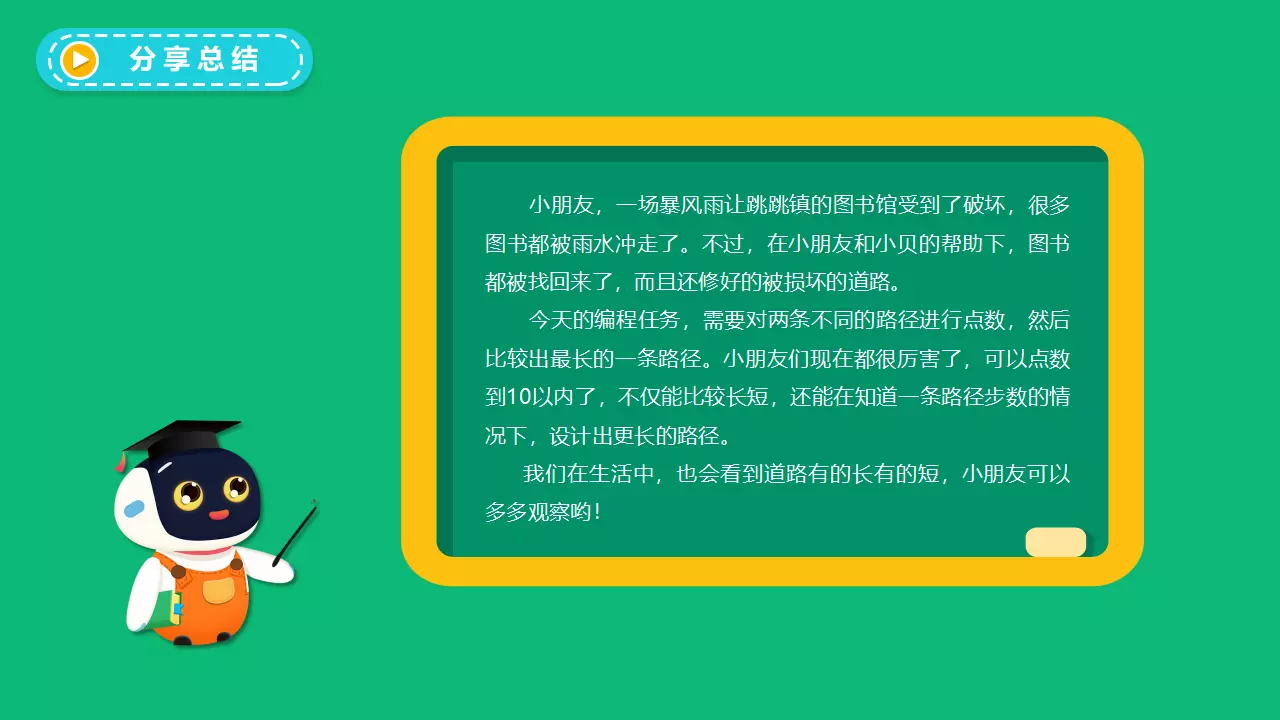 分享总结
小朋友，一场暴风雨让跳跳镇的图书馆受到了破坏，很多
图书都被雨水冲走了。不过，在小朋友和小贝的帮助下，图书
都被找回来了，而且还修好的被损坏的道路。
今天的编程任务，需要对两条不同的路径进行点数，然后
比较出最长的一条路径。小朋友们现在都很厉害了，可以点数
到10以内了，不仅能比较长短，还能在知道一条路径步数的情
况下，设计出更长的路径。
我们在生活中，也会看到道路有的长有的短，小朋友可以
多多观察哟！